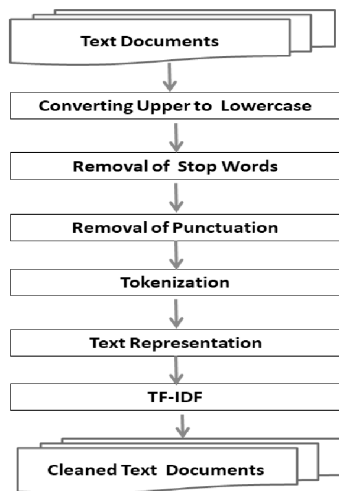 Text Documents
Converting Upper to Lowercase
Removal of Stop Words
Removal of Punctuation
Tokenization
Text Representation
TF-IDF
Cleaned Text Documents